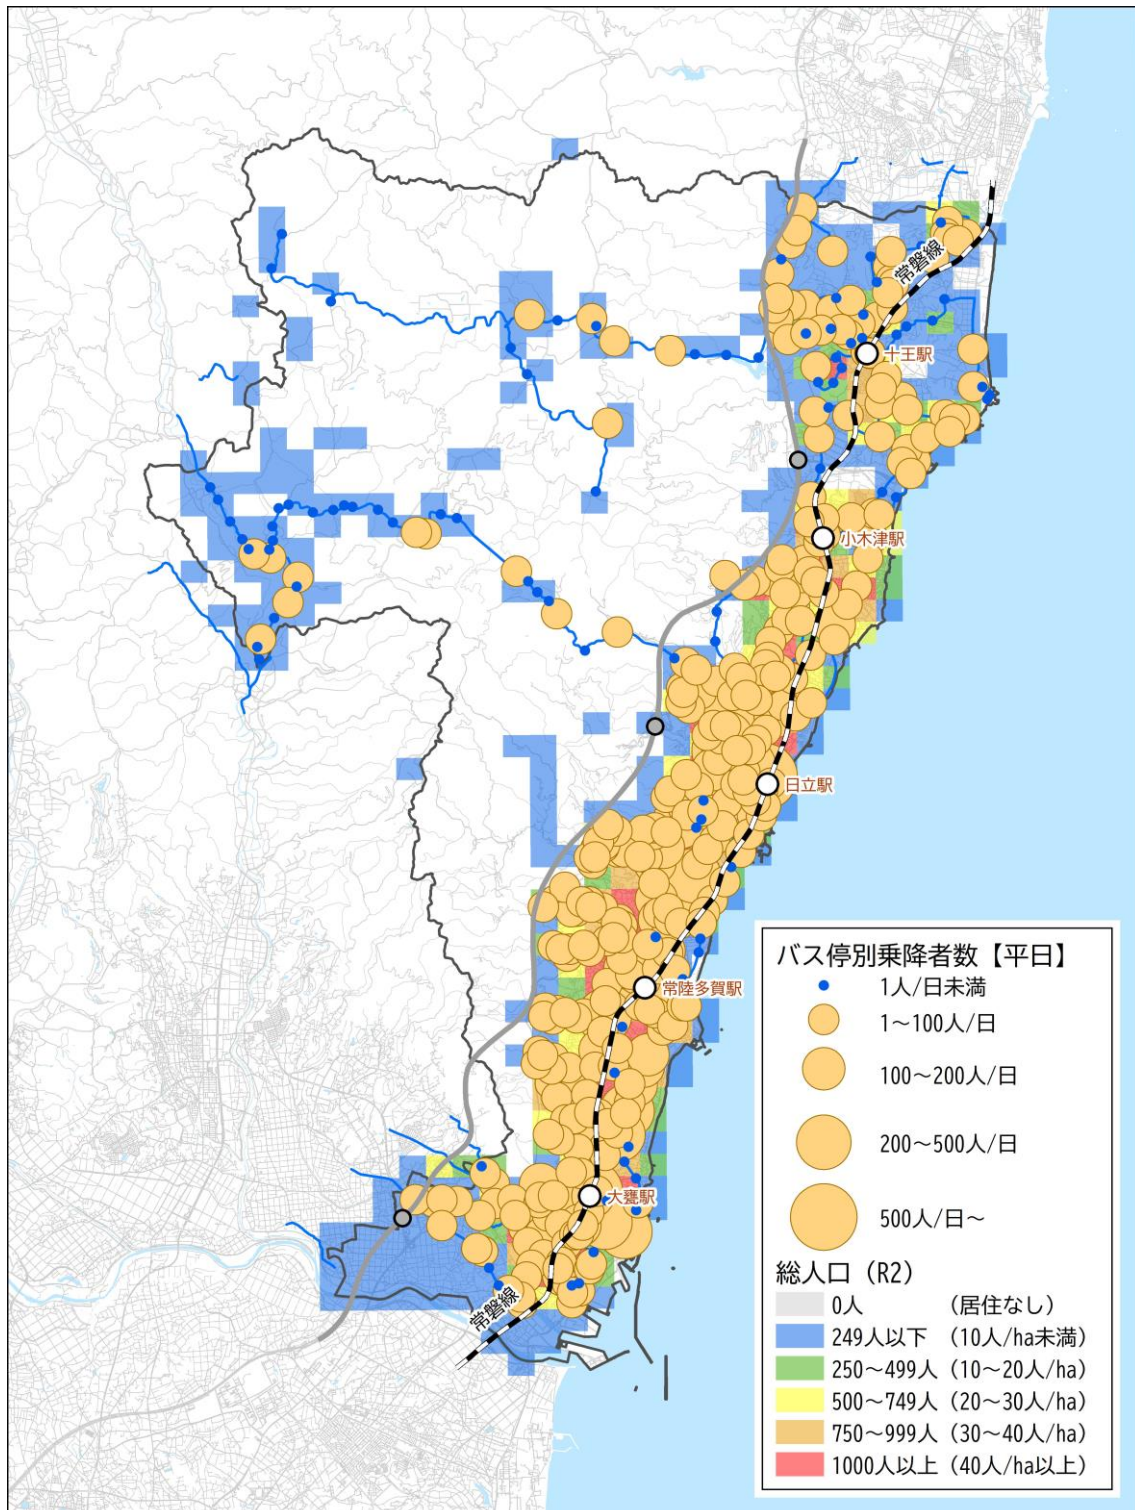 常磐線
十王駅
小木津駅
日立駅
常陸多賀駅
大甕駅
常磐線
バス停別乗降者数【平日】
1人/日未満
1～100人/日
100～200人/日
200～500人/日
500人/日～
総人口（R2）
0人 （居住なし）
249人以下 （10人/ha未満）
250～499人（10～20人/ha）
500～749人（20～30人/ha）
750～999人（30～40人/ha）
1000人以上（40人/ha以上）